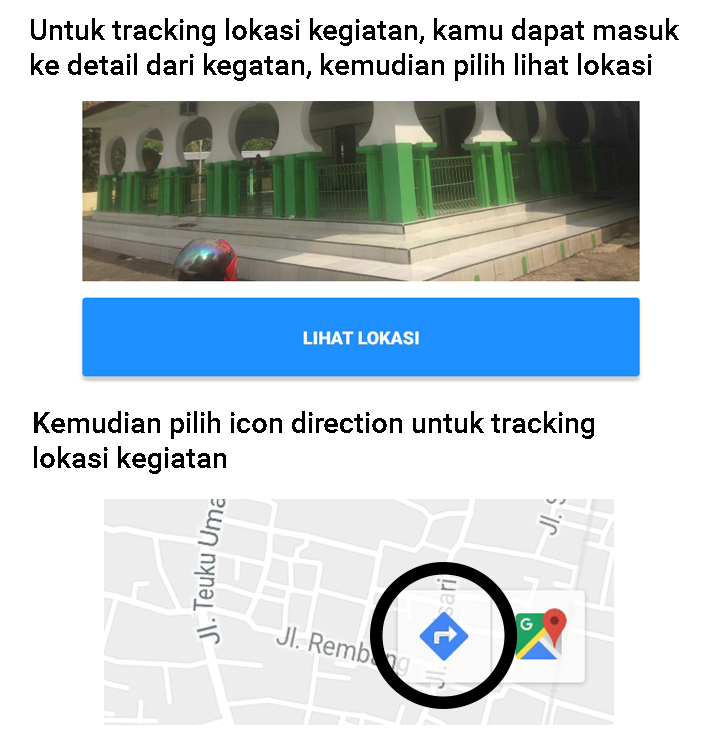 Untuk tracking lokasi kegiatan, kamu dapat masuk
ke detail dari kegatan, kemudian pilih lihat lokasi
LIHAT LOKASI
Kemudian pilih icon direction untuk tracking
lokasi kegiatan
Jl. Teuku Uma
Jl. S
Jl. Rembang
Jl. sari
G